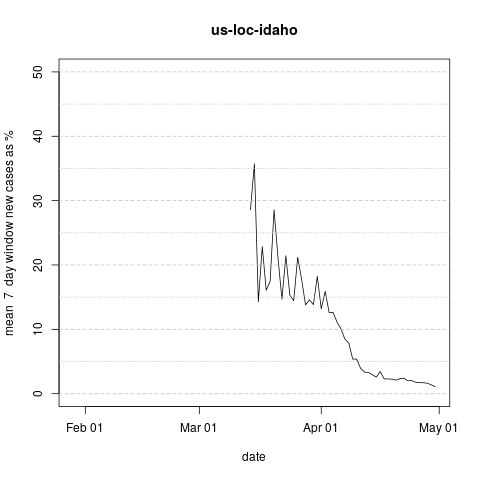 us-loc-idaho
mean  7  day window new cases as %
50
40
30
20
10
0
Feb 01
Mar 01
Apr 01
May 01
date